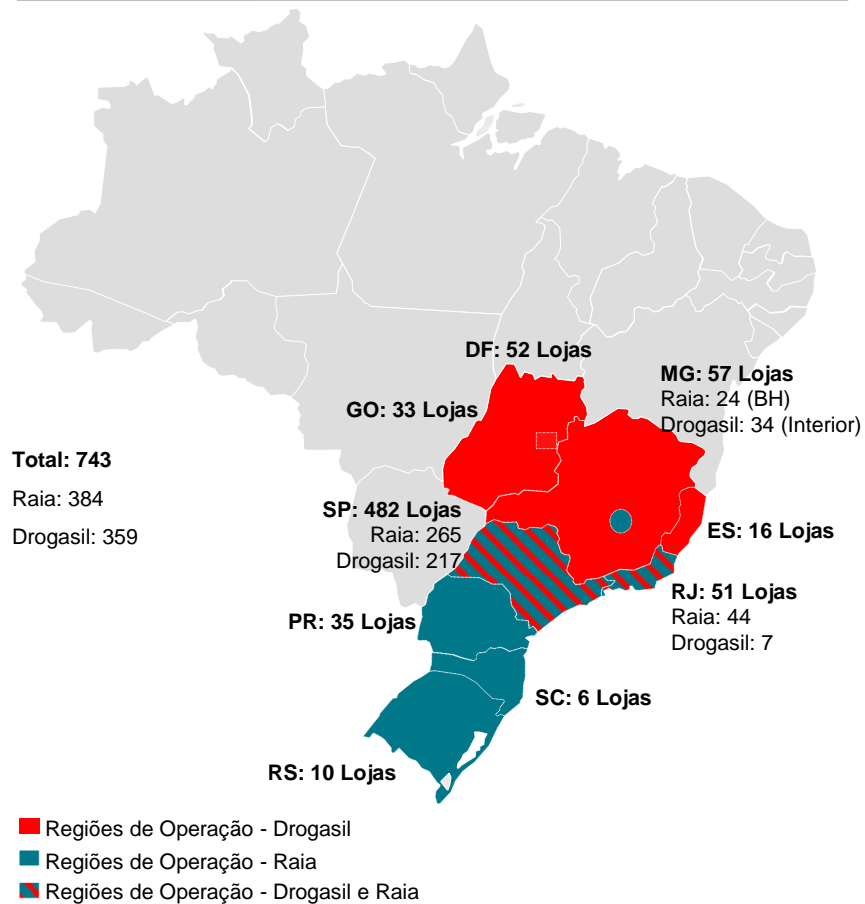 DF: 52 Lojas
MG: 57 Lojas
Raia: 24 (BH)
Drogasil: 34 (Interior)
GO: 33 Lojas
Total: 743
Raia: 384
Drogasil: 359
SP: 482 Lojas
Raia: 265
Drogasil: 217
ES: 16 Lojas
RJ: 51 Lojas
Raia: 44
Drogasil: 7
PR: 35 Lojas
SC: 6 Lojas
RS: 10 Lojas
Regiões de Operação - Drogasil
Regiões de Operação - Raia
Regiões de Operação - Drogasil e Raia